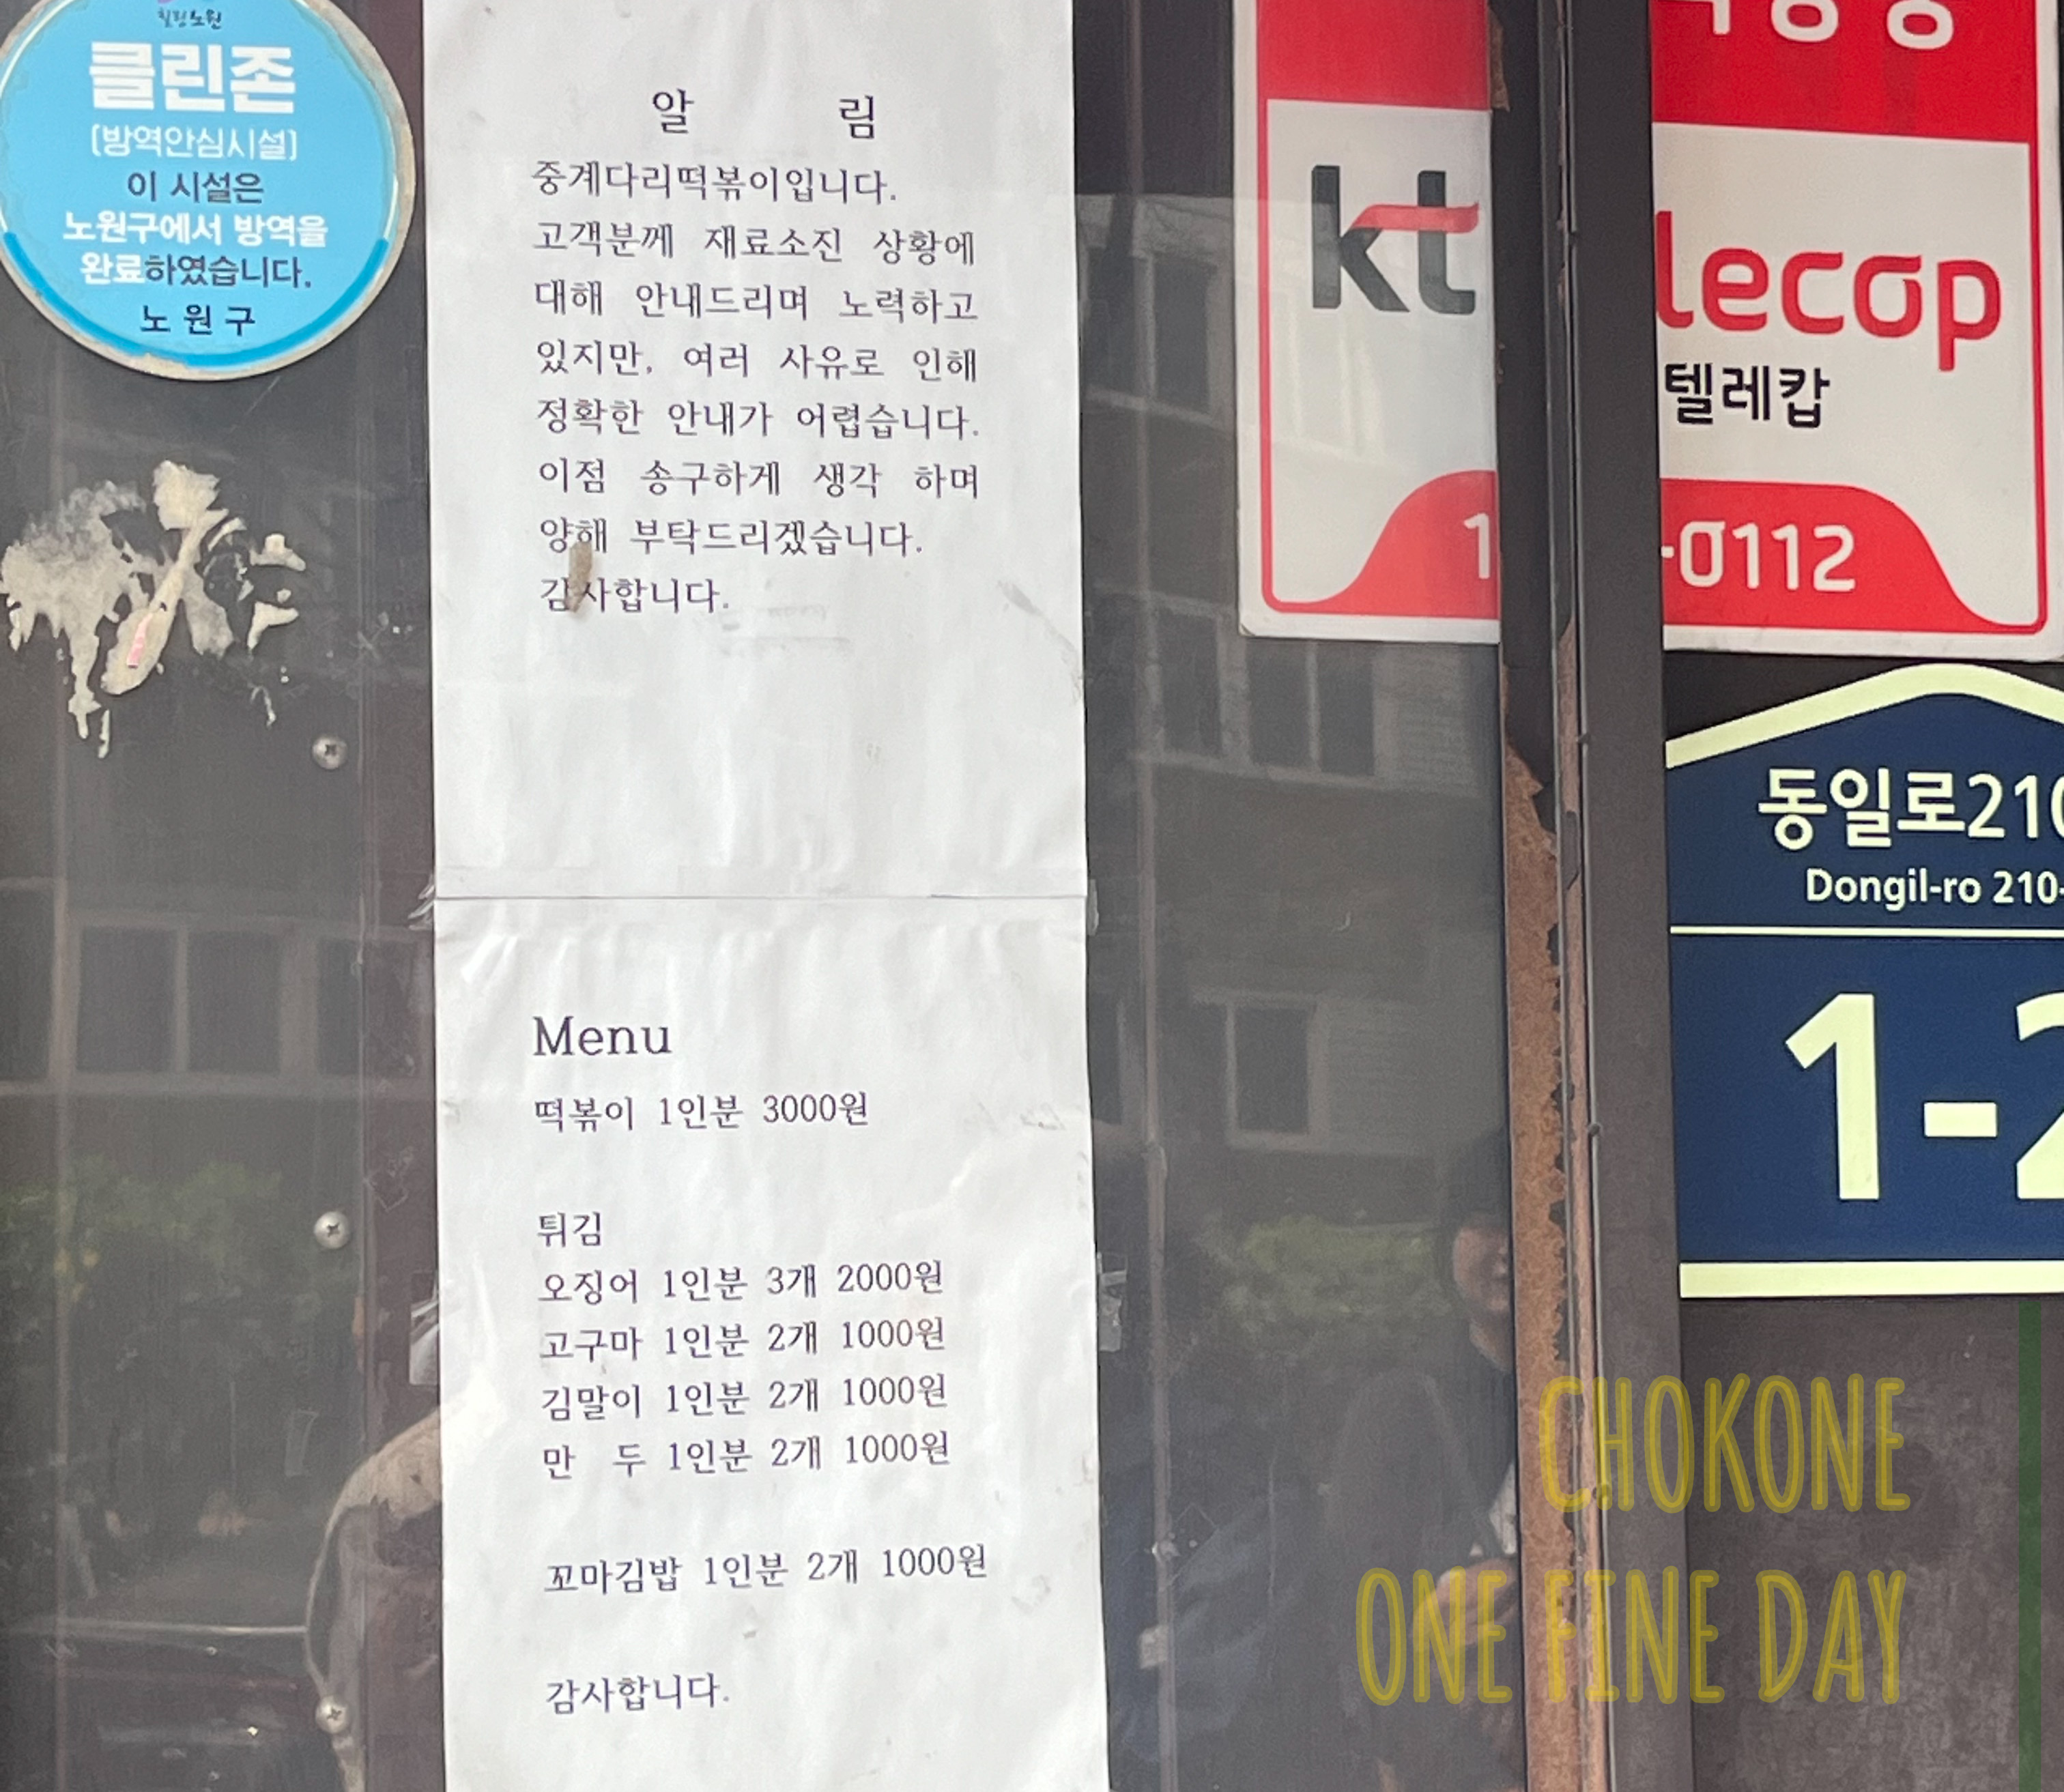 힐링노원
클린존
(방역안심시설)
이 시설은
노원구에서 방역을
완료하였습니다.
노원구
알 림
중계다리떡볶이입니다.
고객분께 재료소진 상황에
대해 안내드리며 노력하고
있지만, 여러 사유로 인해
정확한 안내가 어렵습니다.
이점 송구하게 생각 하며
양해 부탁드리겠습니다.
감사합니다.
Menu
떡볶이 1인분 3000원
튀김
오징어 1인분 3개 2000원
고구마 1인분 2개 1000원
김말이 1인분 2개 1000원
만 두 1인분 2개 1000원
꼬마김밥 1인분 2개 1000원
감사합니다.
kt
lecop
텔레캅
-0112
동일로210
Dongil-ro 210-
1-2
CHOKONE
ONE FINE DAY